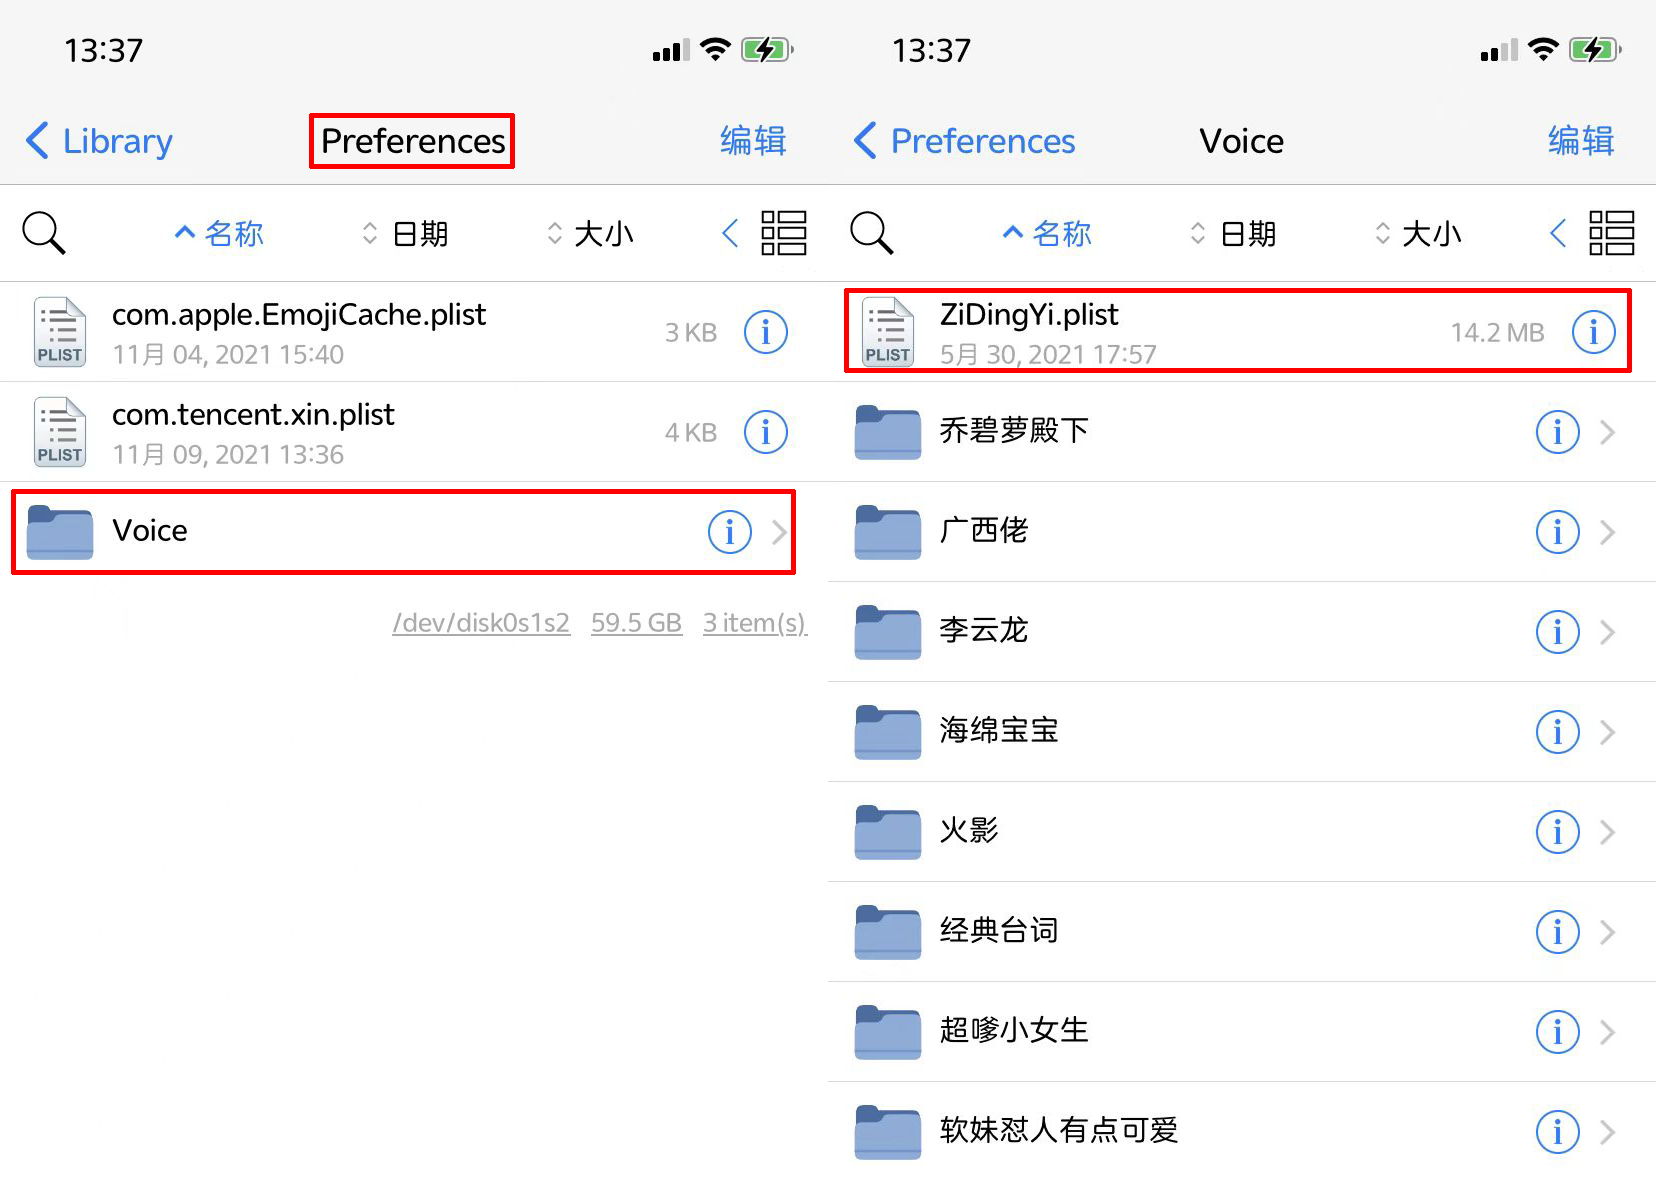 13:37
Library
Preferences
编辑
名称
日期
大小
com.apple.EmojiCache.plist
3 KB
PLIST
11月 04, 2021 15:40
com.tencent.xin.plist
4 KB
PLIST
11月 09, 2021 13:36
Voice
/dev/disk0s1s2 59.5 GB 3 item(s)
13:37
Preferences
Voice
编辑
名称
日期
大小
ZiDingYi.plist
14.2 MB
PLIST
5月 30, 2021 17:57
乔碧萝殿下
广西佬
李云龙
海绵宝宝
火影
经典台词
超嗲小女生
软妹怼人有点可爱